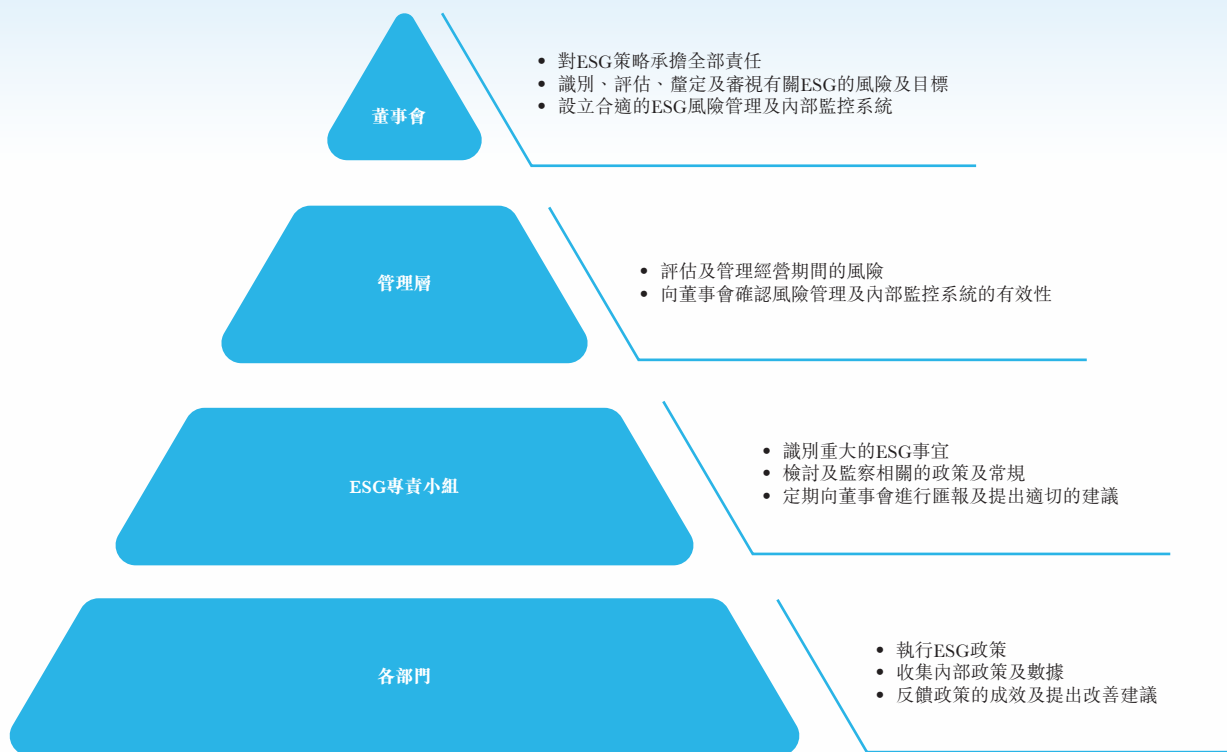 董事會
• 對ESG策略承擔全部責任
• 識別、評估、釐定及審視有關ESG的風險及目標
• 設立合適的ESG風險管理及內部監控系統
管理層
• 評估及管理經營期間的風險
• 向董事會確認風險管理及內部監控系統的有效性
ESG專責小組
• 識別重大的ESG事宜
• 檢討及監察相關的政策及常規
• 定期向董事會進行匯報及提出適切的建議
各部門
• 執行ESG政策
• 收集內部政策及數據
• 反饋政策的成效及提出改善建議